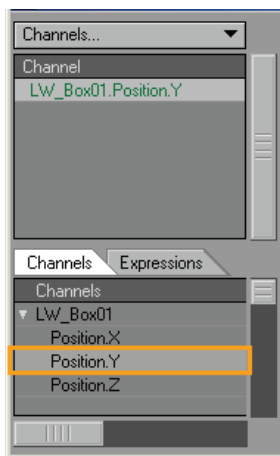 Channels...
Channel
LW_Box01.Position.Y
Channels Expressions
Channels
LW_Box01
Position.X
Position.Y
Position.Z